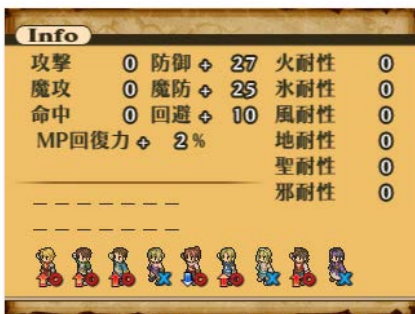 Info
攻撃 0 防御 + 27 火耐性 0
魔攻 0 魔防 + 25 氷耐性 0
命中 0 回避 + 10 風耐性 0
MP回復力 + 2% 地耐性 0
聖耐性 0
邪耐性 0